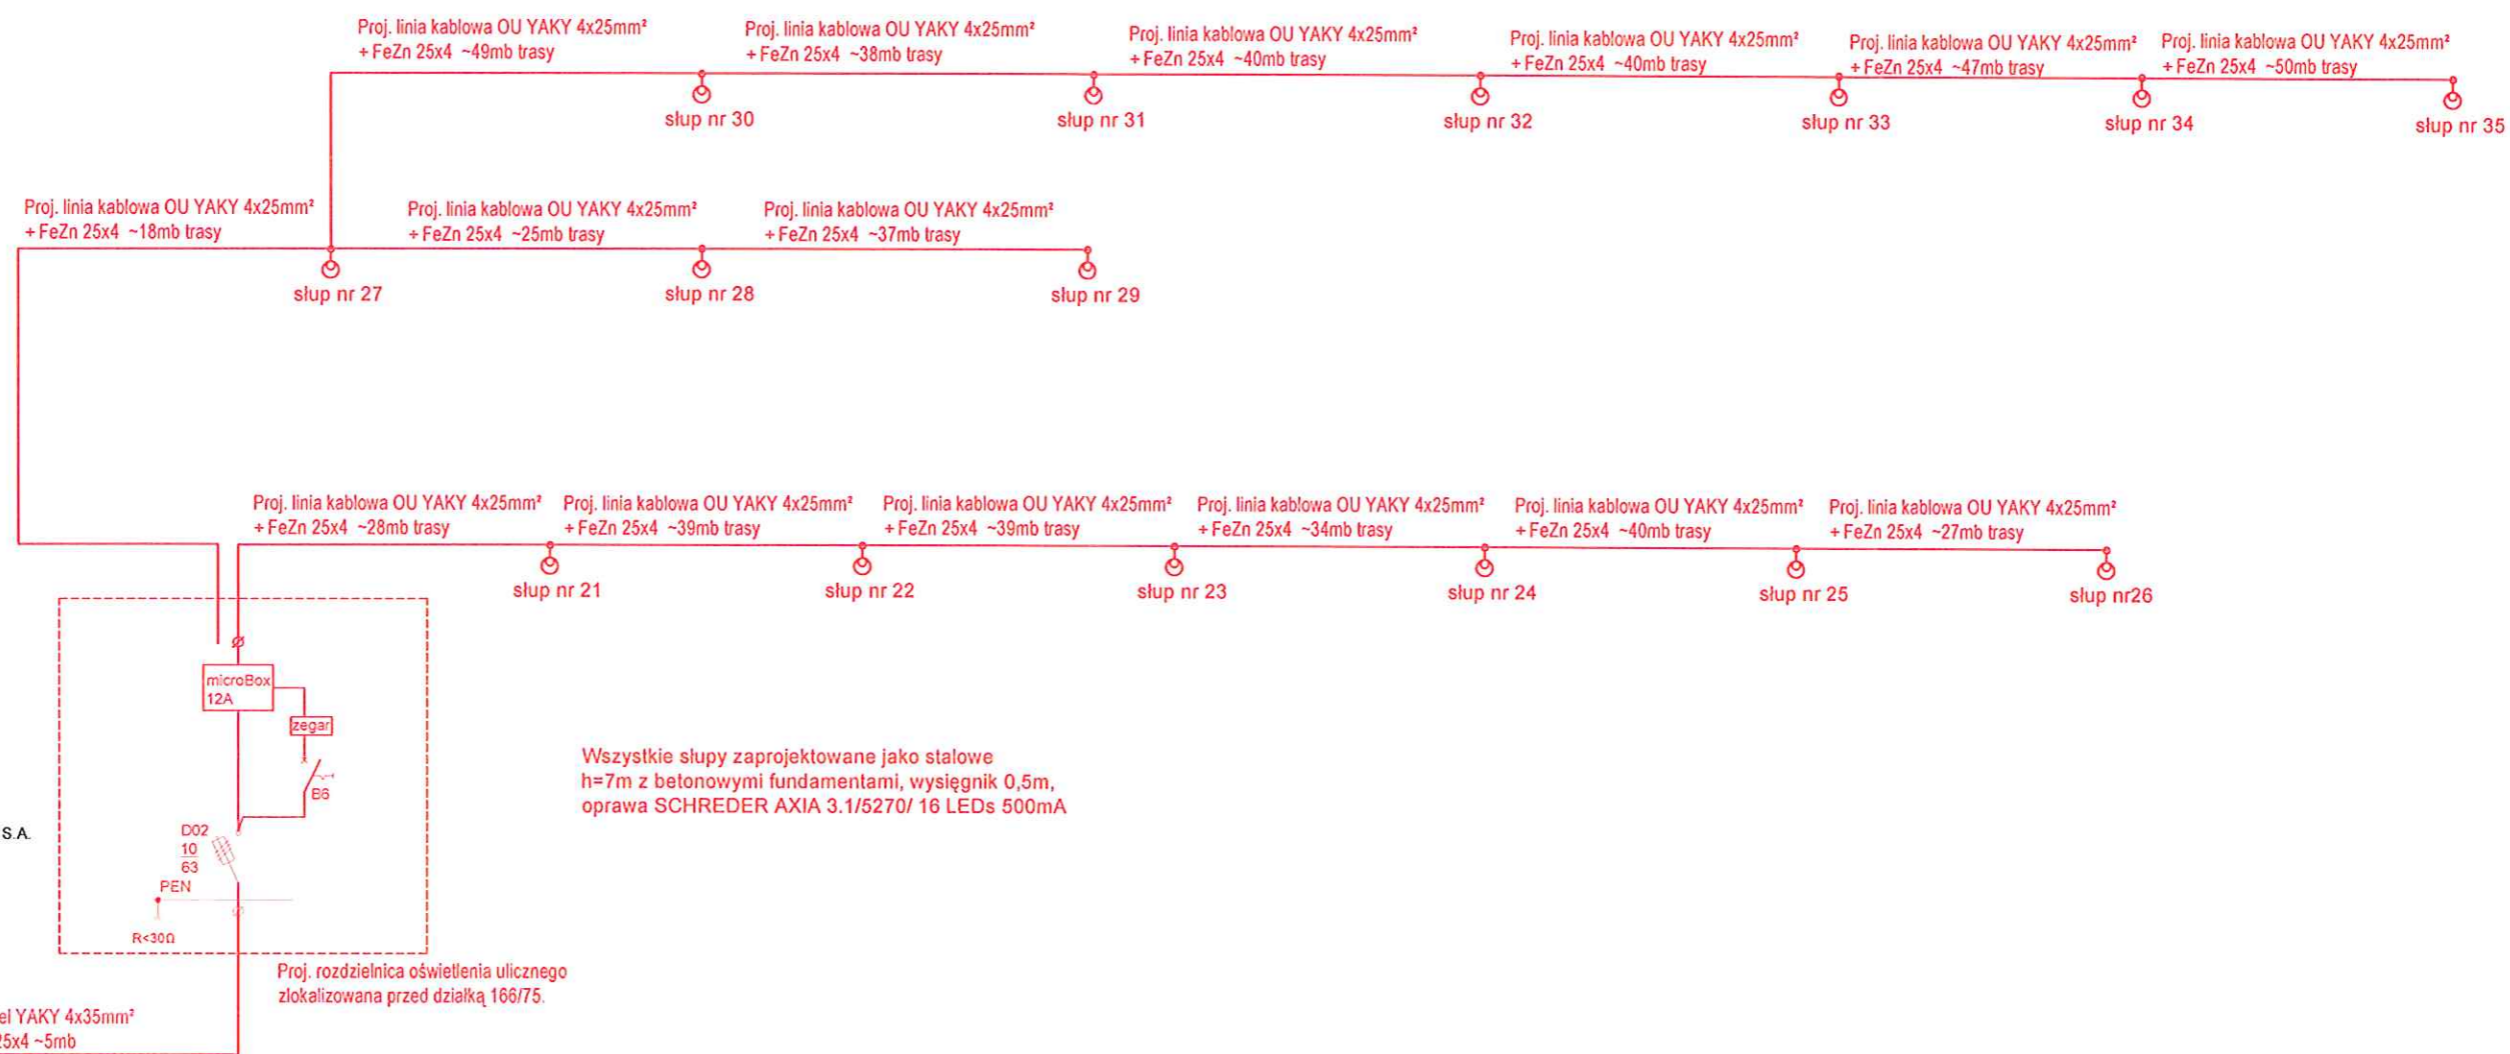 Proj. linia kablowa OU YAKY 4x25mm²
+ FeZn 25x4 ~49mb trasy
Proj. linia kablowa OU YAKY 4x25mm²
+ FeZn 25x4 ~38mb trasy
Proj. linia kablowa OU YAKY 4x25mm²
+ FeZn 25x4 ~40mb trasy
Proj. linia kablowa OU YAKY 4x25mm²
+ FeZn 25x4 ~40mb trasy
Proj. linia kablowa OU YAKY 4x25mm²
+ FeZn 25x4 ~47mb trasy
Proj. linia kablowa OU YAKY 4x25mm²
+ FeZn 25x4 ~50mb trasy
słup nr 30
słup nr 31
słup nr 32
słup nr 33
słup nr 34
słup nr 35
Proj. linia kablowa OU YAKY 4x25mm²
+ FeZn 25x4 ~18mb trasy
Proj. linia kablowa OU YAKY 4x25mm²
+ FeZn 25x4 ~25mb trasy
Proj. linia kablowa OU YAKY 4x25mm²
+ FeZn 25x4 ~37mb trasy
słup nr 27
słup nr 28
słup nr 29
Proj. linia kablowa OU YAKY 4x25mm²
+ FeZn 25x4 ~28mb trasy
Proj. linia kablowa OU YAKY 4x25mm²
+ FeZn 25x4 ~39mb trasy
Proj. linia kablowa OU YAKY 4x25mm²
+ FeZn 25x4 ~39mb trasy
Proj. linia kablowa OU YAKY 4x25mm²
+ FeZn 25x4 ~34mb trasy
Proj. linia kablowa OU YAKY 4x25mm²
+ FeZn 25x4 ~40mb trasy
Proj. linia kablowa OU YAKY 4x25mm²
+ FeZn 25x4 ~27mb trasy
słup nr 21
słup nr 22
słup nr 23
słup nr 24
słup nr 25
słup nr26
microBox
12A
zegar
B6
Wszystkie słupy zaprojektowane jako stalowe
h=7m z betonowymi fundamentami, wysięgnik 0,5m,
oprawa SCHREDER AXIA 3.1/5270/ 16 LEDs 500mA
S.A.
D02
10
63
PEN
R<30Ω
Proj. rozdzielnica oświetlenia ulicznego
zlokalizowana przed działką 166/75.
el YAKY 4x35mm²
25x4 ~5mb